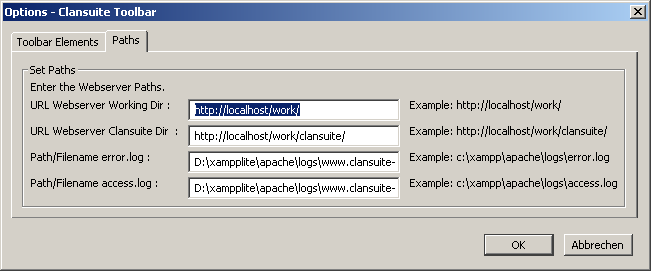 Options - Clansuite Toolbar
Toolbar Elements Paths
Set Paths
Enter the Webserver Paths.
URL Webserver Working Dir : http://localhost/work/ Example: http://localhost/work/
URL Webserver Clansuite Dir : http://localhost/work/clansuite/ Example: http://localhost/work/clansuite/
Path/Filename error.log : D:\xampplite\apache\logs\www.clansuite- Example: c:\xampp\apache\logs\error.log
Path/Filename access.log : D:\xampplite\apache\logs\www.clansuite- Example: c:\xampp\apache\logs\access.log
OK Abbrechen